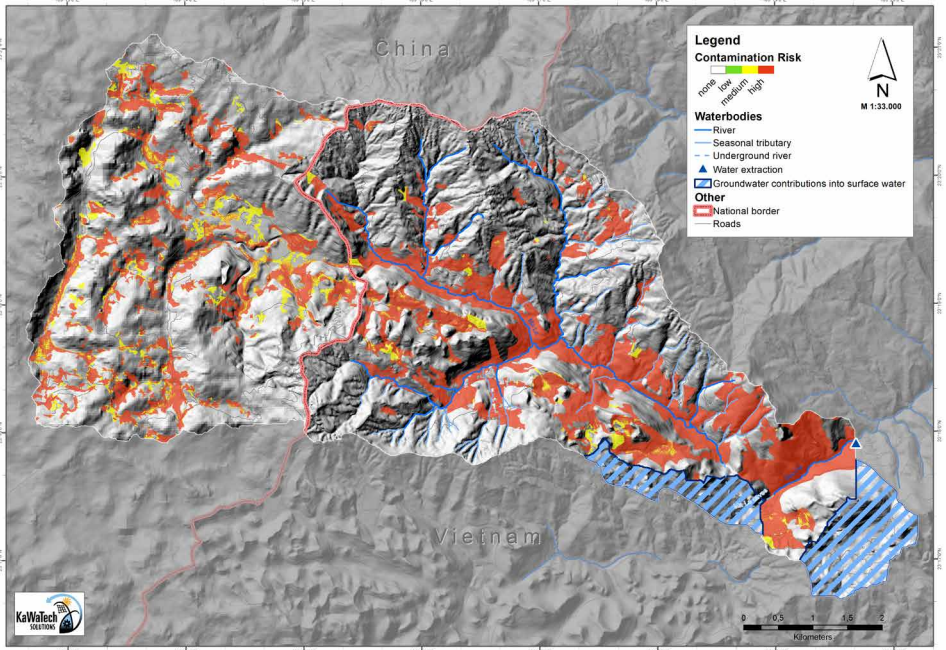 China
Legend
Contamination Risk
none
low
medium
high
N
M 1:33.000
Waterbodies
River
Seasonal tributary
Underground river
Water extraction
Groundwater contributions into surface water
Other
National border
Roads
Vietnam
KaWaTech
SOLUTIONS
0 0,5 1 1,5 2
Kilometers